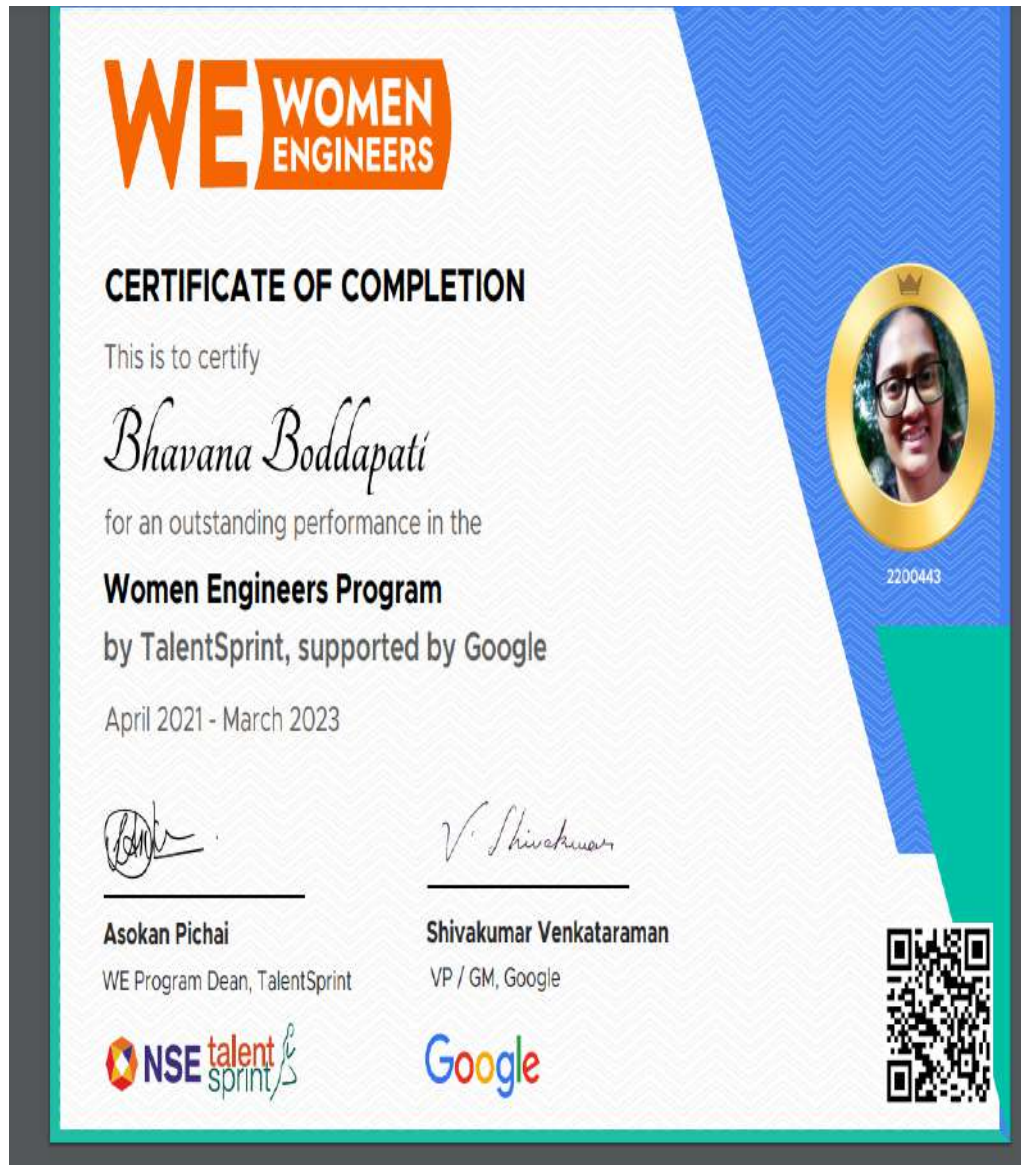 WE WOMEN
ENGINEERS
CERTIFICATE OF COMPLETION
This is to certify
Bhavana Boddapati
for an outstanding performance in the
Women Engineers Program
by TalentSprint, supported by Google
April 2021 - March 2023
2200443
V. Shivakumar
Asokan Pichai
WE Program Dean, TalentSprint
Shivakumar Venkataraman
VP / GM, Google
NSE talent
sprint
Google